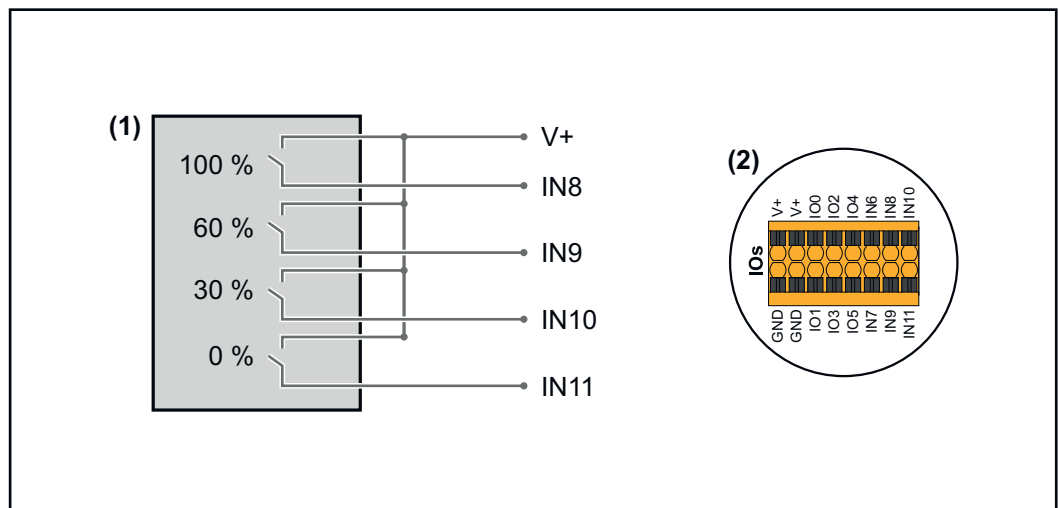 (1)
100 %
60 %
30 %
0 %
V+
IN8
IN9
IN10
IN11
(2)
IOs
V+
V+
IO0
IO2
IO4
IN6
IN8
IN10
GND
GND
IO1
IO3
IO5
IN7
IN9
IN11